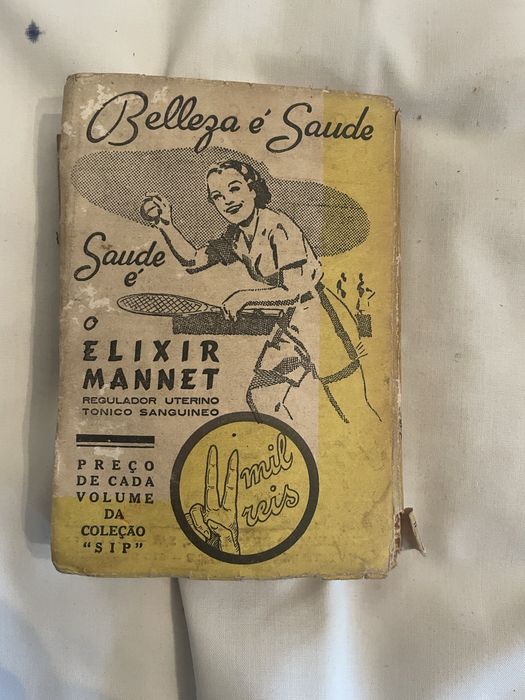 Belleza é Saude
Saude
é
o
ELIXIR
MANNET
REGULADOR UTERINO
TONICO SANGUINEO
PREÇO
DE CADA
VOLUME
DA
COLEÇÃO
"SIP"
mil
reis